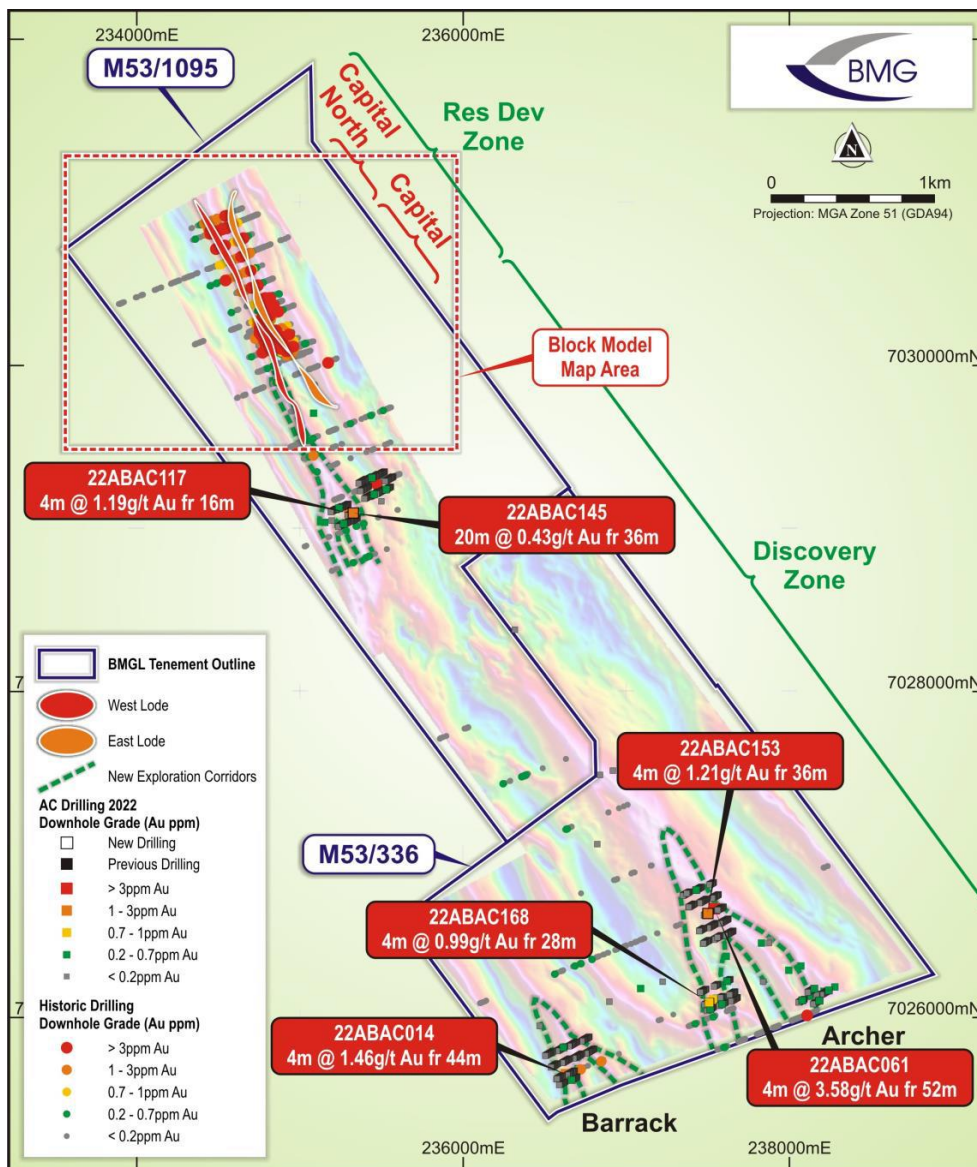 234000mE
236000mE
M53/1095
Capital
North
Capital
Res Dev
Zone
BMG
N
0
1km
Projection: MGA Zone 51 (GDA94)
7030000mN
Block Model
Map Area
22ABAC117
4m @ 1.19g/t Au fr 16m
22ABAC145
20m @ 0.43g/t Au fr 36m
Discovery
Zone
7028000mN
BMGL Tenement Outline
West Lode
East Lode
New Exploration Corridors
AC Drilling 2022
Downhole Grade (Au ppm)
New Drilling
Previous Drilling
> 3ppm Au
1 - 3ppm Au
0.7 - 1ppm Au
0.2 - 0.7ppm Au
< 0.2ppm Au
Historic Drilling
Downhole Grade (Au ppm)
> 3ppm Au
1 - 3ppm Au
0.7 - 1ppm Au
0.2 - 0.7ppm Au
< 0.2ppm Au
22ABAC153
4m @ 1.21g/t Au fr 36m
M53/336
22ABAC168
4m @ 0.99g/t Au fr 28m
7026000mN
22ABAC014
4m @ 1.46g/t Au fr 44m
Archer
22ABAC061
4m @ 3.58g/t Au fr 52m
Barrack
236000mE
238000mE